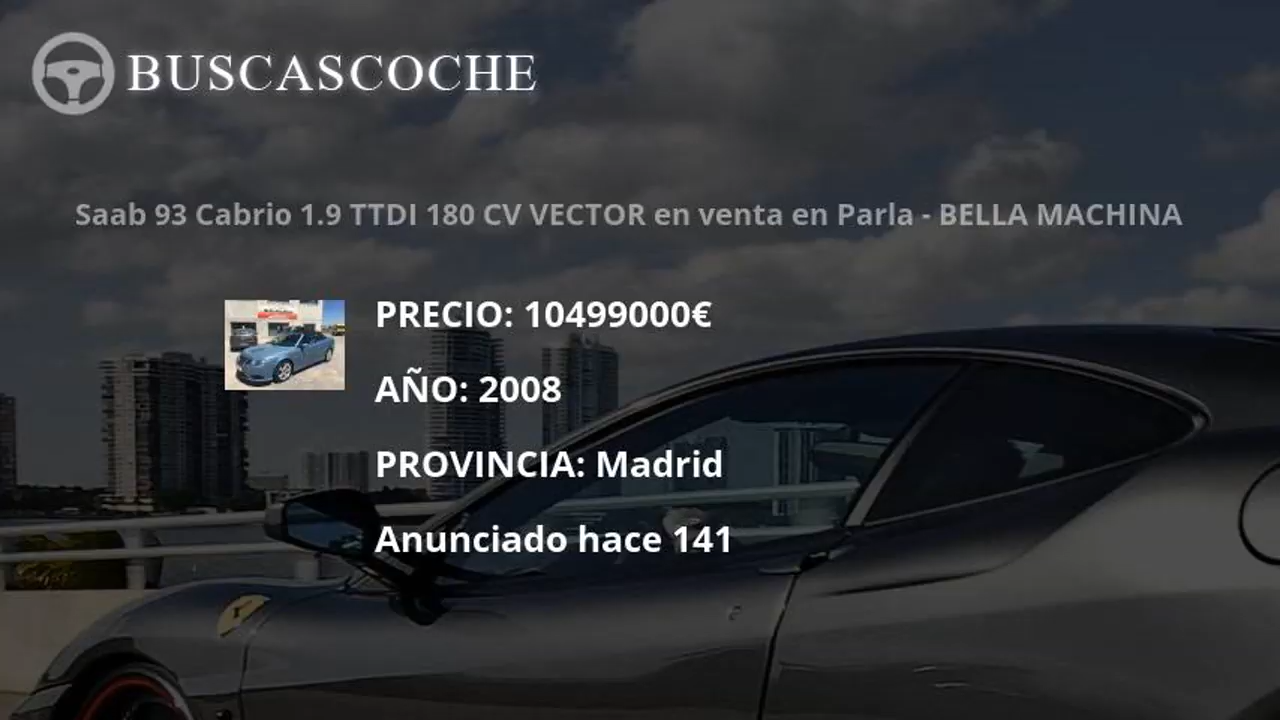 BUSCASCOCHE
Saab 93 Cabrio 1.9 TTDI 180 CV VECTOR en venta en Parla - BELLA MACHINA
PRECIO: 10499000€
AÑO: 2008
PROVINCIA: Madrid
Anunciado hace 141